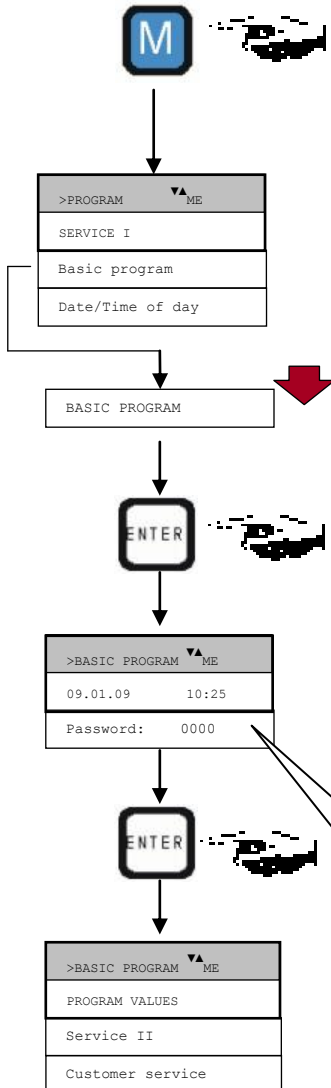 M
>PROGRAM ▼▲ME
SERVICE I
Basic program
Date/Time of day
BASIC PROGRAM
ENTER
>BASIC PROGRAM ▼▲ME
09.01.09 10:25
Password: 0000
ENTER
>BASIC PROGRAM ▼▲ME
PROGRAM VALUES
Service II
Customer service